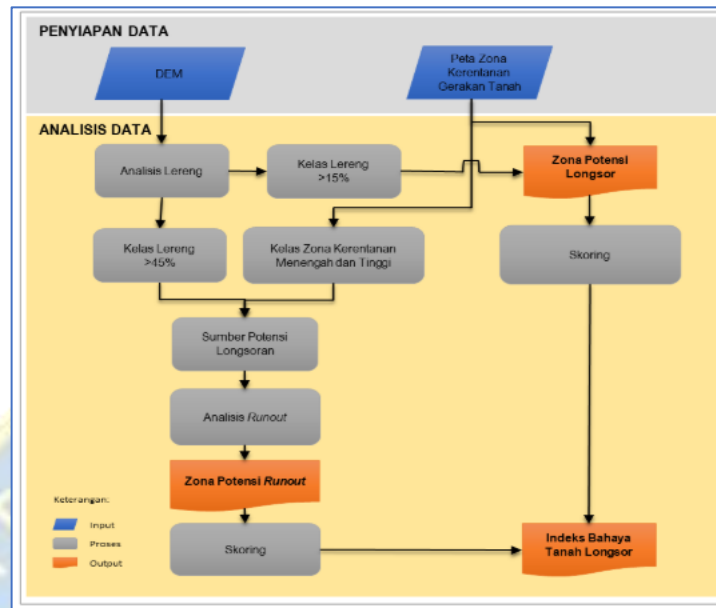 PENYIAPAN DATA
DEM
Peta Zona
Kerentanan
Gerakan Tanah
ANALISIS DATA
Analisis Lereng
Kelas Lereng
>15%
Zona Potensi
Longsor
Kelas Lereng
>45%
Kelas Zona Kerentanan
Menengah dan Tinggi
Skoring
Sumber Potensi
Longsoran
Analisis Runout
Zona Potensi Runout
Keterangan:
Input
Proses
Output
Skoring
Indeks Bahaya
Tanah Longsor